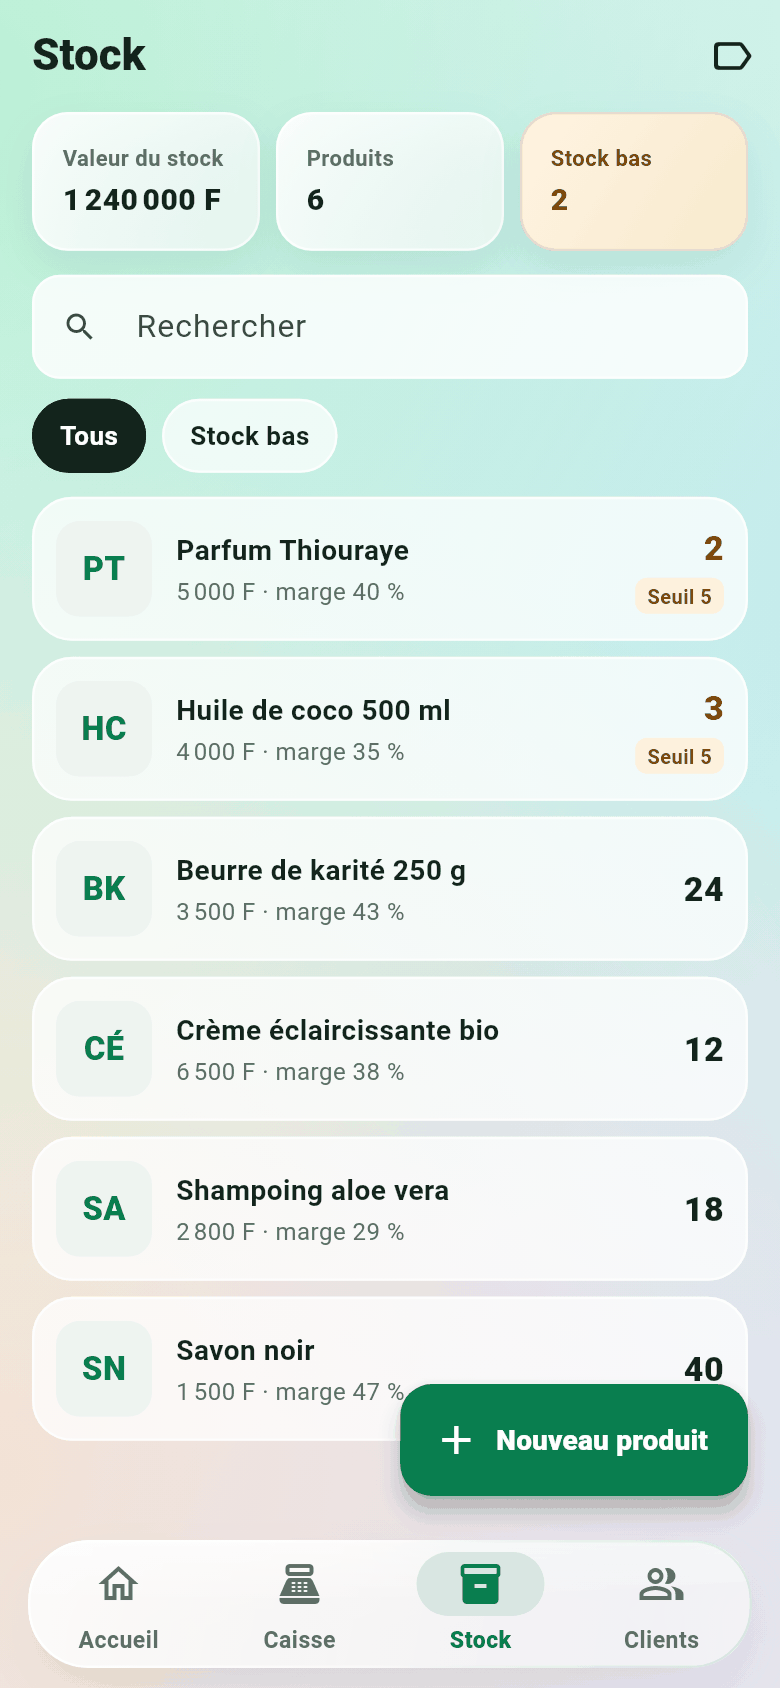 Stock
Valeur du stock
1 240 000 F
Produits
6
Stock bas
2
Rechercher
Tous
Stock bas
PT
Parfum Thiouraye
5 000 F · marge 40 %
2
Seuil 5
HC
Huile de coco 500 ml
4 000 F · marge 35 %
3
Seuil 5
BK
Beurre de karité 250 g
3 500 F · marge 43 %
24
CÉ
Crème éclaircissante bio
6 500 F · marge 38 %
12
SA
Shampoing aloe vera
2 800 F · marge 29 %
18
SN
Savon noir
1 500 F · marge 47 %
40
Nouveau produit
Accueil
Caisse
Stock
Clients